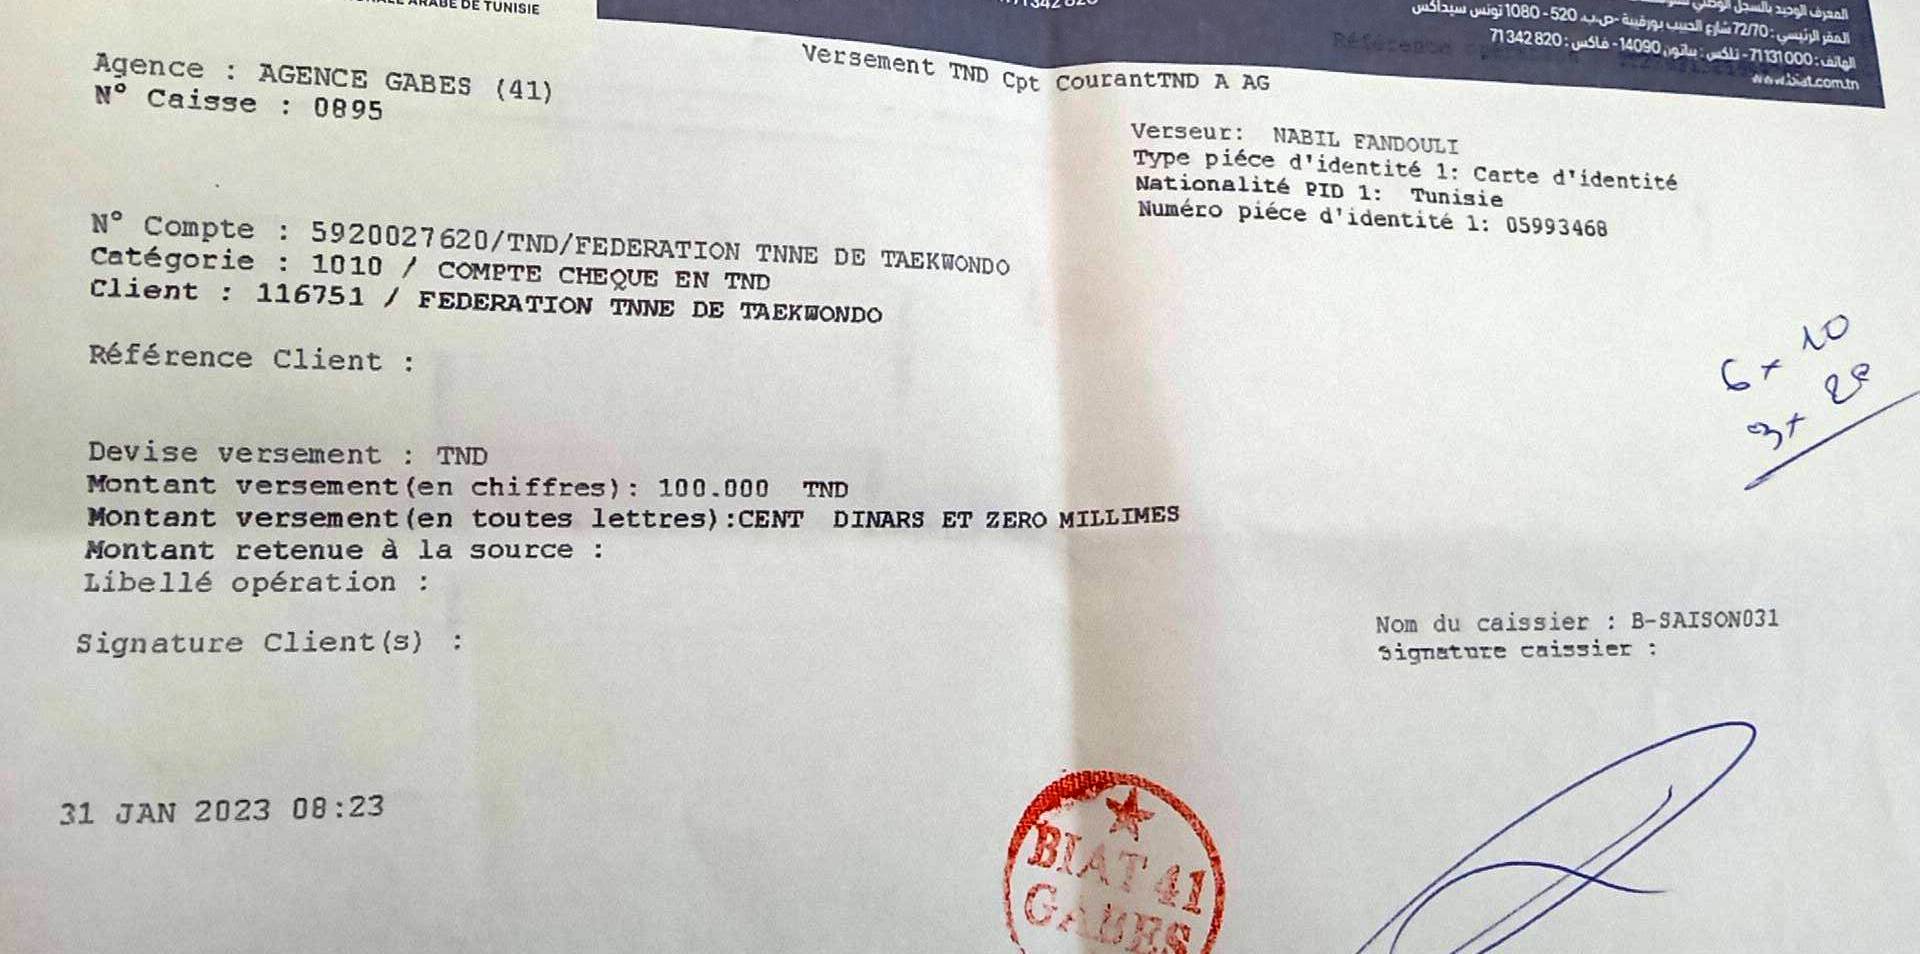 ARABE DE TUNISIE
المقر الرئيسي: 72/70 شارع الحبيب بورقيبة -ص.ب. 520 - 1080 تونس سيداكس
الهاتف: 71131000 - تلكس: بياتون 14090 - فاكس: 71342820
www.biat.com.tn
Versement TND Cpt CourantTND A AG
Agence : AGENCE GABES (41)
N° Caisse : 0895
Verseur: NABIL FANDOULI
Type piéce d'identité 1: Carte d'identité
Nationalité PID 1: Tunisie
Numéro piéce d'identité 1: 05993468
N° Compte : 5920027620/TND/FEDERATION TNNE DE TAEKWONDO
Catégorie : 1010 / COMPTE CHEQUE EN TND
Client : 116751 / FEDERATION TNNE DE TAEKWONDO
Référence Client :
6 + 10
Devise versement : TND
Montant versement(en chiffres): 100.000 TND
Montant versement(en toutes lettres):CENT DINARS ET ZERO MILLIMES
Montant retenue à la source :
Libellé opération :
Nom du caissier : B-SAISON031
Signature caissier :
Signature Client(s) :
31 JAN 2023 08:23
BIAT 41
GABES